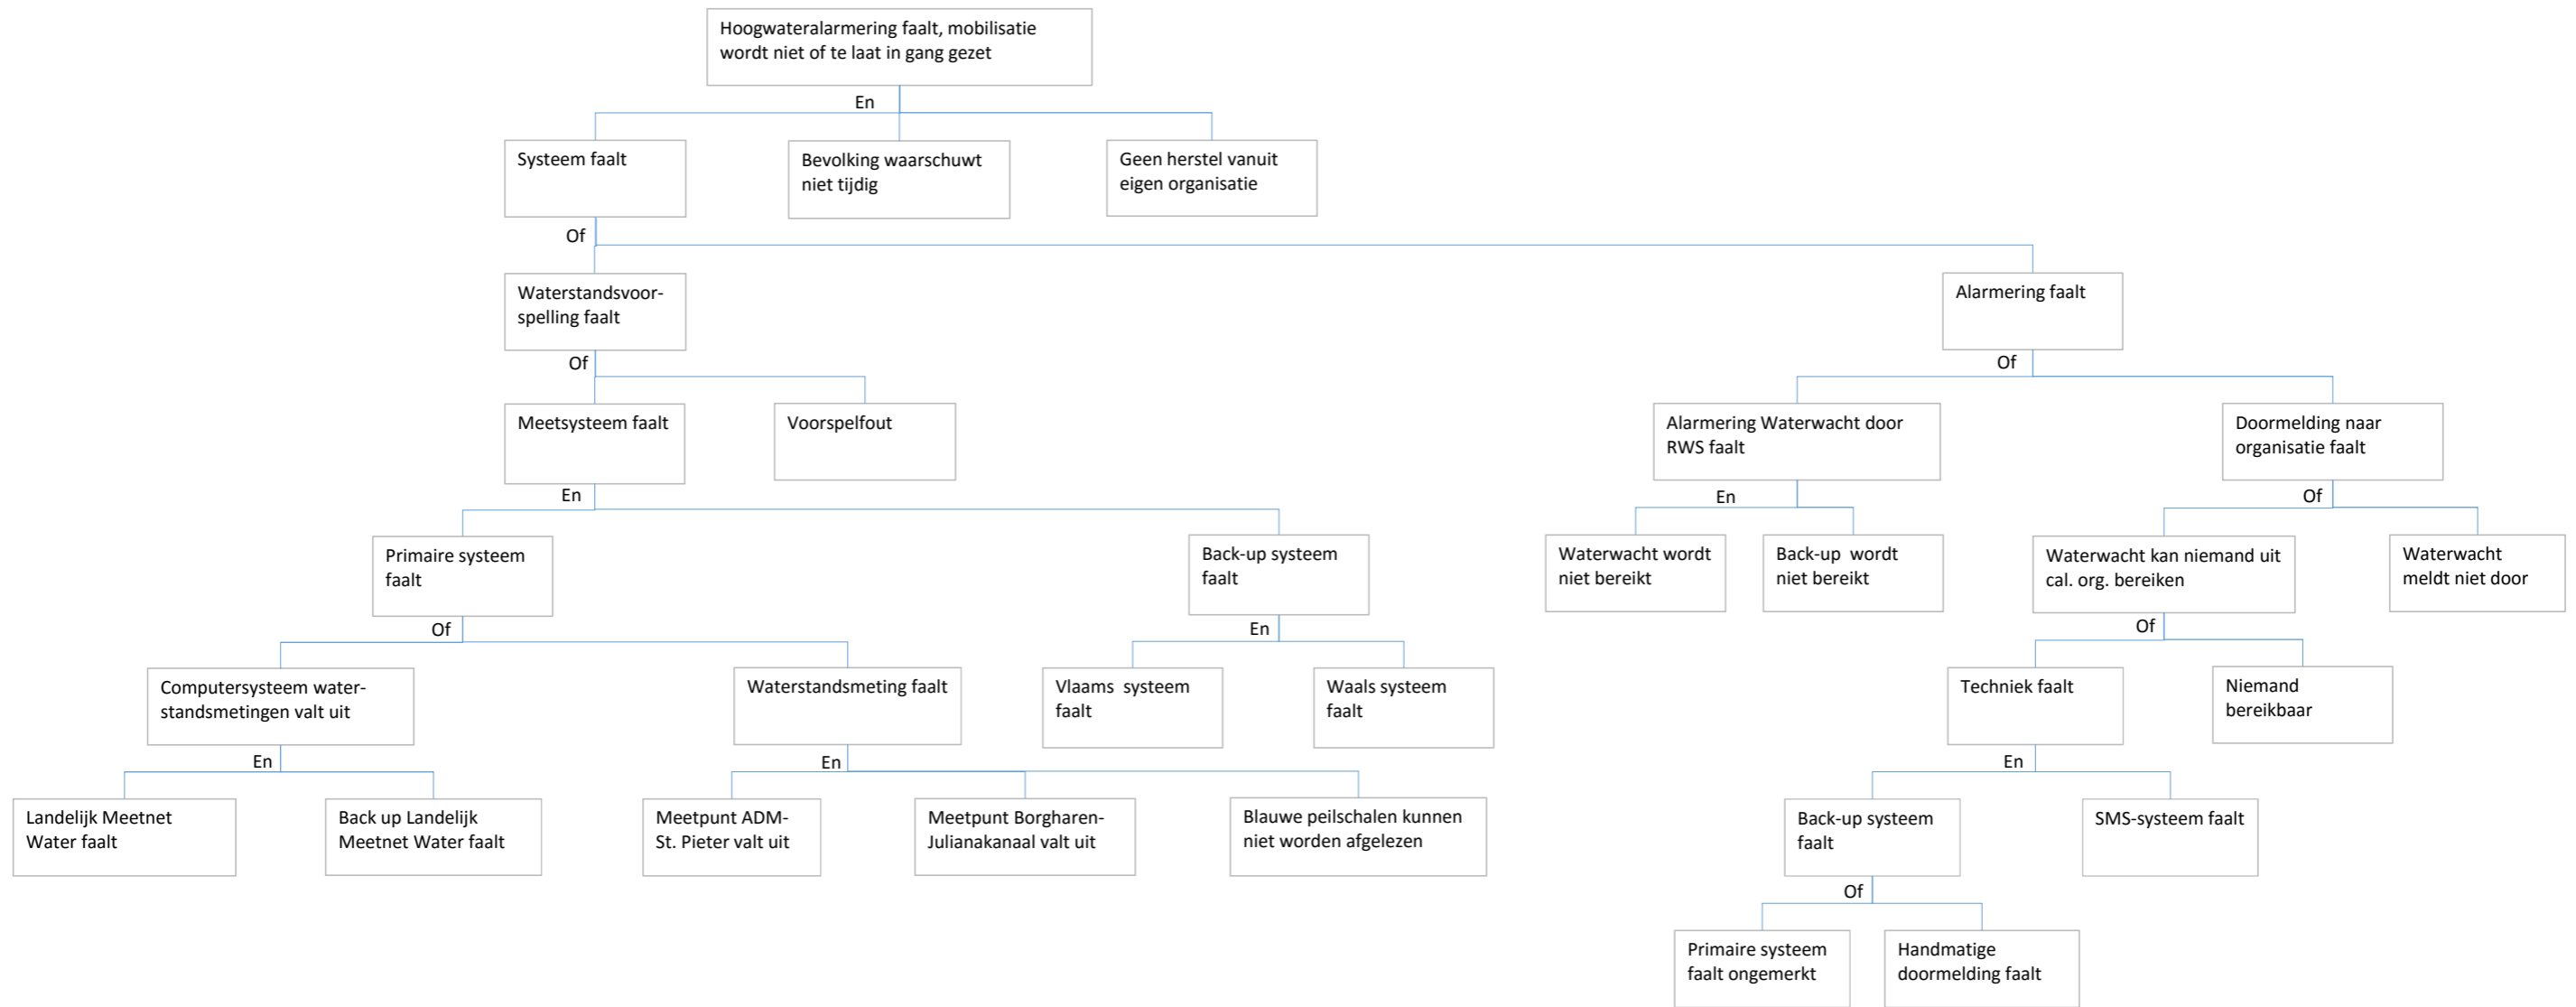 Hoogwateralarmering faalt, mobilisatie
wordt niet of te laat in gang gezet
En
Systeem faalt
Bevolking waarschuwt
niet tijdig
Geen herstel vanuit
eigen organisatie
Of
Waterstandsvoor-
spelling faalt
Alarmering faalt
Of
Of
Meetsysteem faalt
Voorspelfout
Alarmering Waterwacht door
RWS faalt
Doormelding naar
organisatie faalt
En
En
Of
Primaire systeem
faalt
Back-up systeem
faalt
Waterwacht wordt
niet bereikt
Back-up wordt
niet bereikt
Waterwacht kan niemand uit
cal. org. bereiken
Waterwacht
meldt niet door
Of
En
Of
Computersysteem water-
standsmetingen valt uit
Waterstandsmeting faalt
Vlaams systeem
faalt
Waals systeem
faalt
Techniek faalt
Niemand
bereikbaar
En
En
En
Landelijk Meetnet
Water faalt
Back up Landelijk
Meetnet Water faalt
Meetpunt ADM-
St. Pieter valt uit
Meetpunt Borgharen-
Julianakanaal valt uit
Blauwe peilschalen kunnen
niet worden afgelezen
Back-up systeem
faalt
SMS-systeem faalt
Of
Primaire systeem
faalt ongemerkt
Handmatige
doormelding faalt